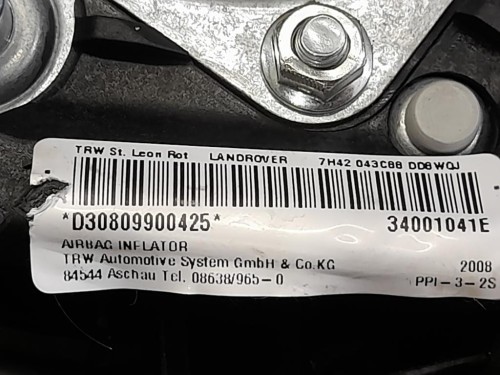 TRW St. Leon Rot LANDROVER 7H42 043C88 DD8WQJ
*D30809900425* 34001041E
AIRBAG INFLATOR
TRW Automotive System GmbH & Co.KG 2008
84544 Aschau Tel. 08638/965-0 PPI-3-2S